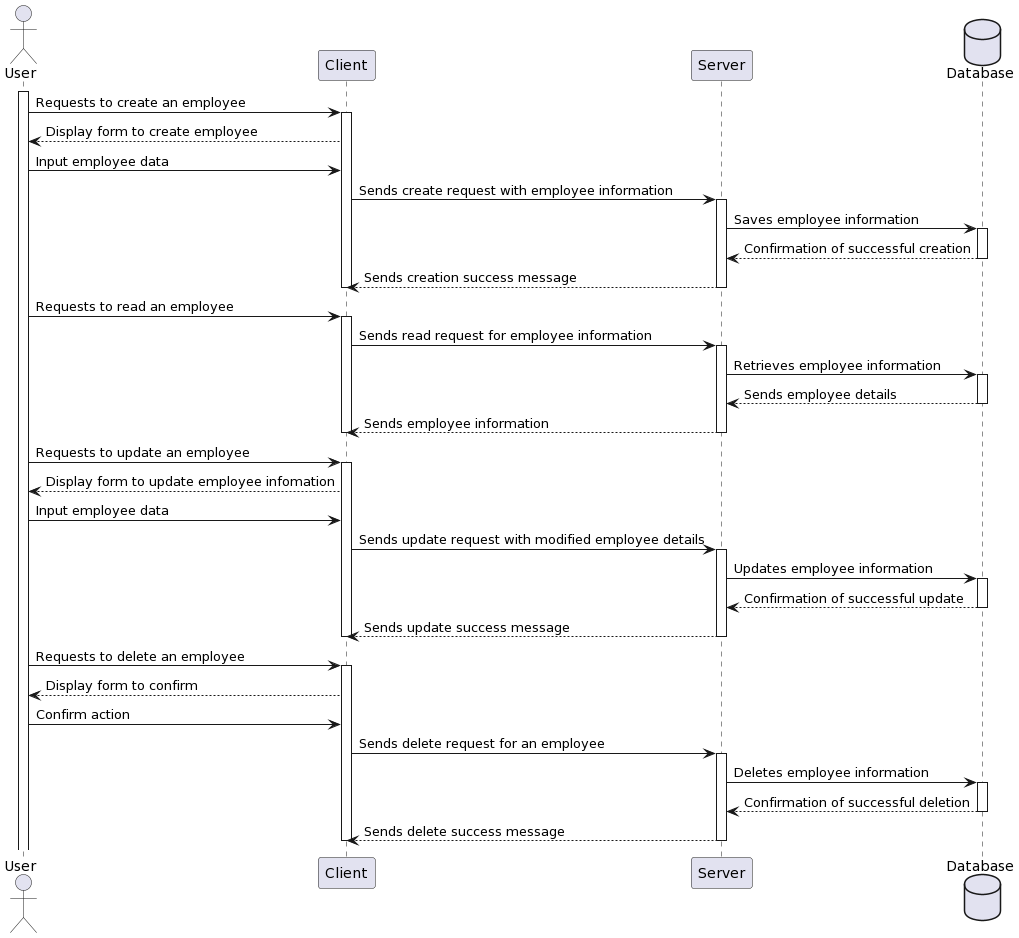 User
Client
Server
Database
Requests to create an employee
Display form to create employee
Input employee data
Sends create request with employee information
Saves employee information
Confirmation of successful creation
Sends creation success message
Requests to read an employee
Sends read request for employee information
Retrieves employee information
Sends employee details
Sends employee information
Requests to update an employee
Display form to update employee infomation
Input employee data
Sends update request with modified employee details
Updates employee information
Confirmation of successful update
Sends update success message
Requests to delete an employee
Display form to confirm
Confirm action
Sends delete request for an employee
Deletes employee information
Confirmation of successful deletion
Sends delete success message
User
Client
Server
Database